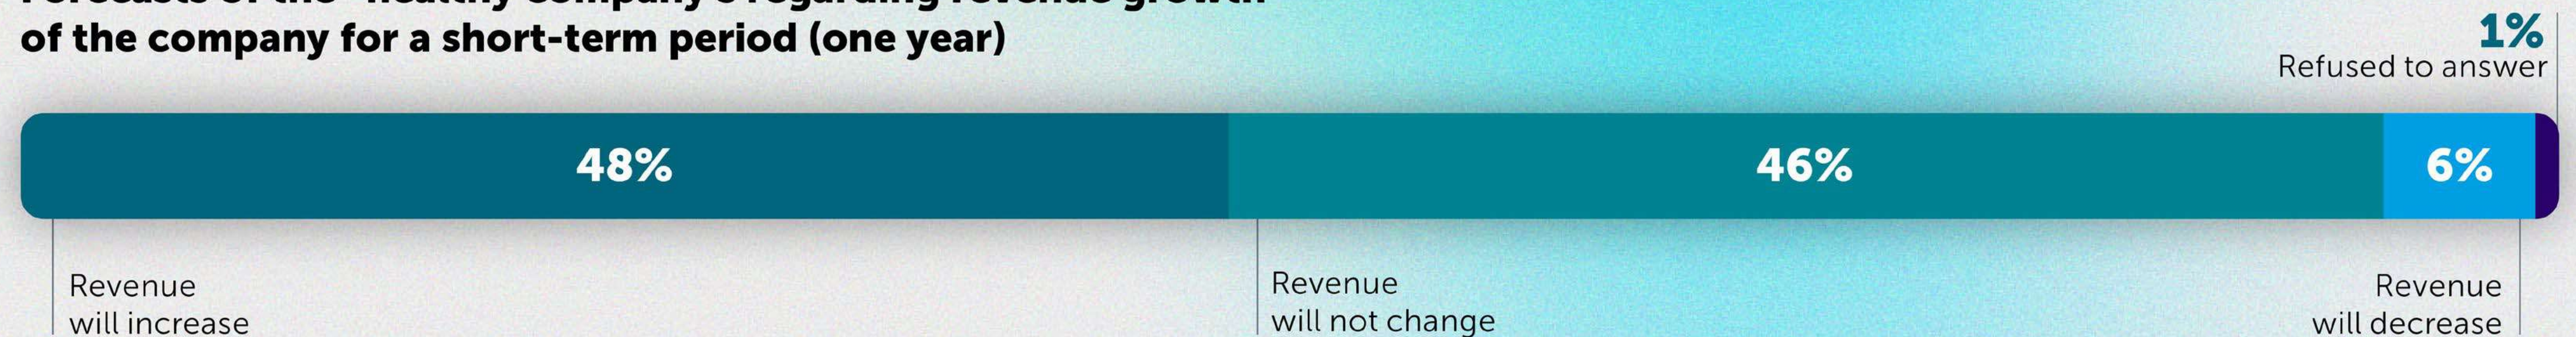 of the company for a short-term period (one year)
1%
Refused to answer
48%
46%
6%
Revenue
will increase
Revenue
will not change
Revenue
will decrease